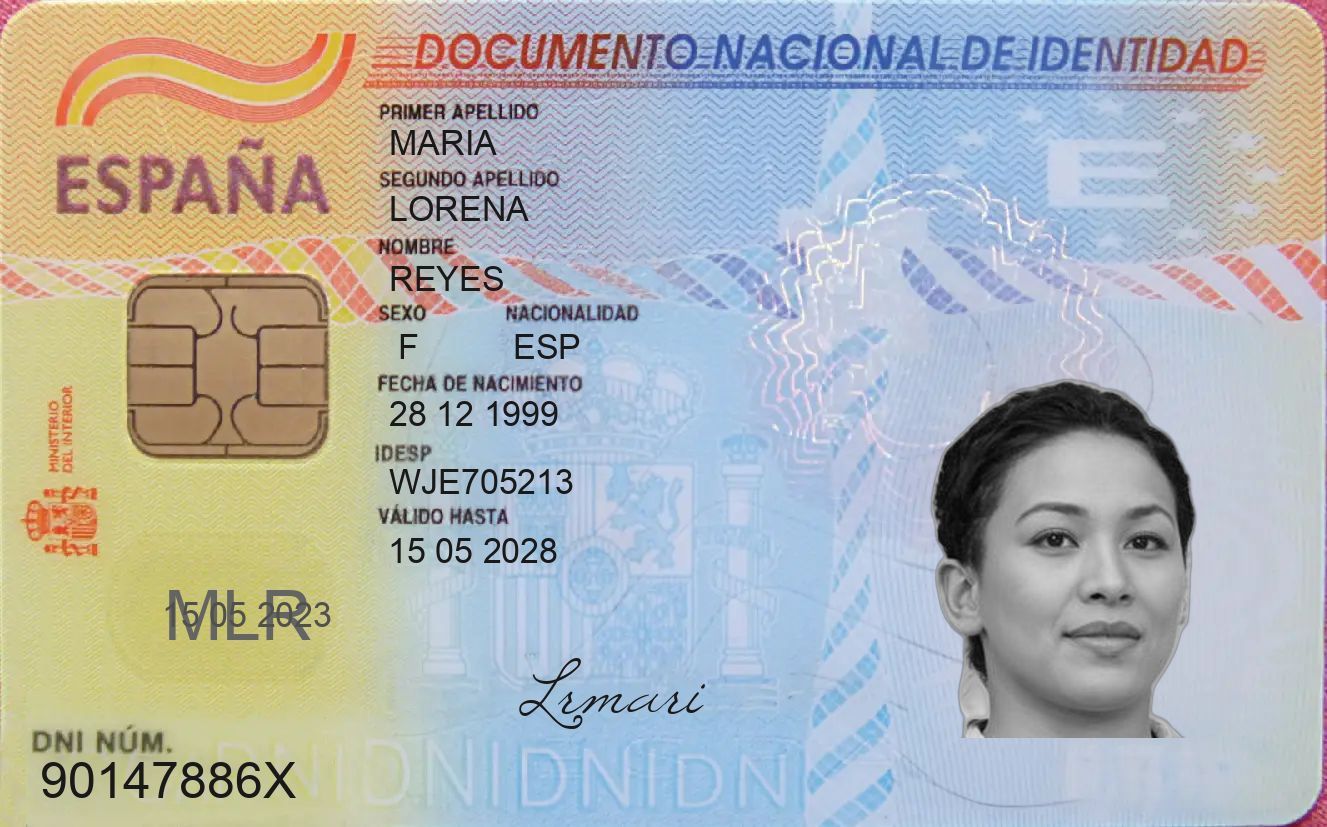 DOCUMENTO NACIONAL DE IDENTIDAD
ESPAÑA
PRIMER APELLIDO
MARIA
SEGUNDO APELLIDO
LORENA
NOMBRE
REYES
SEXO NACIONALIDAD
F ESP
FECHA DE NACIMIENTO
28 12 1999
IDESP
WJE705213
VÁLIDO HASTA
15 05 2028
MINISTERIO
DEL INTERIOR
E
MLR
15 05 2023
Lrmari
DNI NÚM.
90147886X
DNIDNIDNIDNIDN